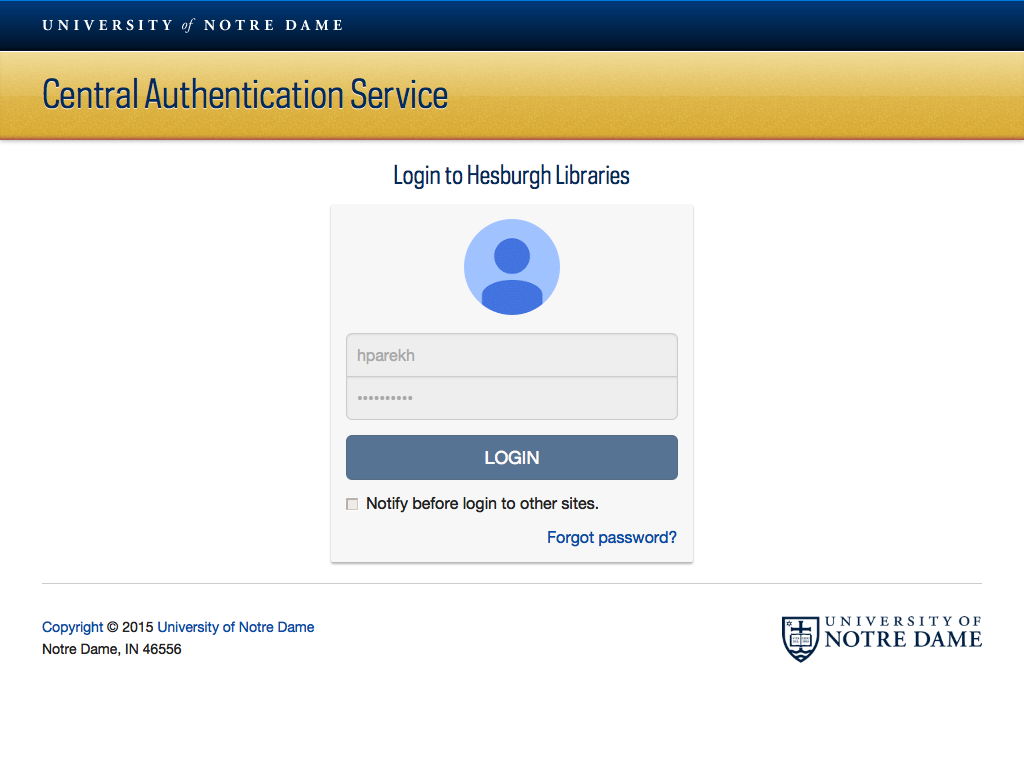 UNIVERSITY of NOTRE DAME
Central Authentication Service
Login to Hesburgh Libraries
hparekh
••••••••••
LOGIN
Notify before login to other sites.
Forgot password?
Copyright © 2015 University of Notre Dame
Notre Dame, IN 46556
UNIVERSITY OF
NOTRE DAME